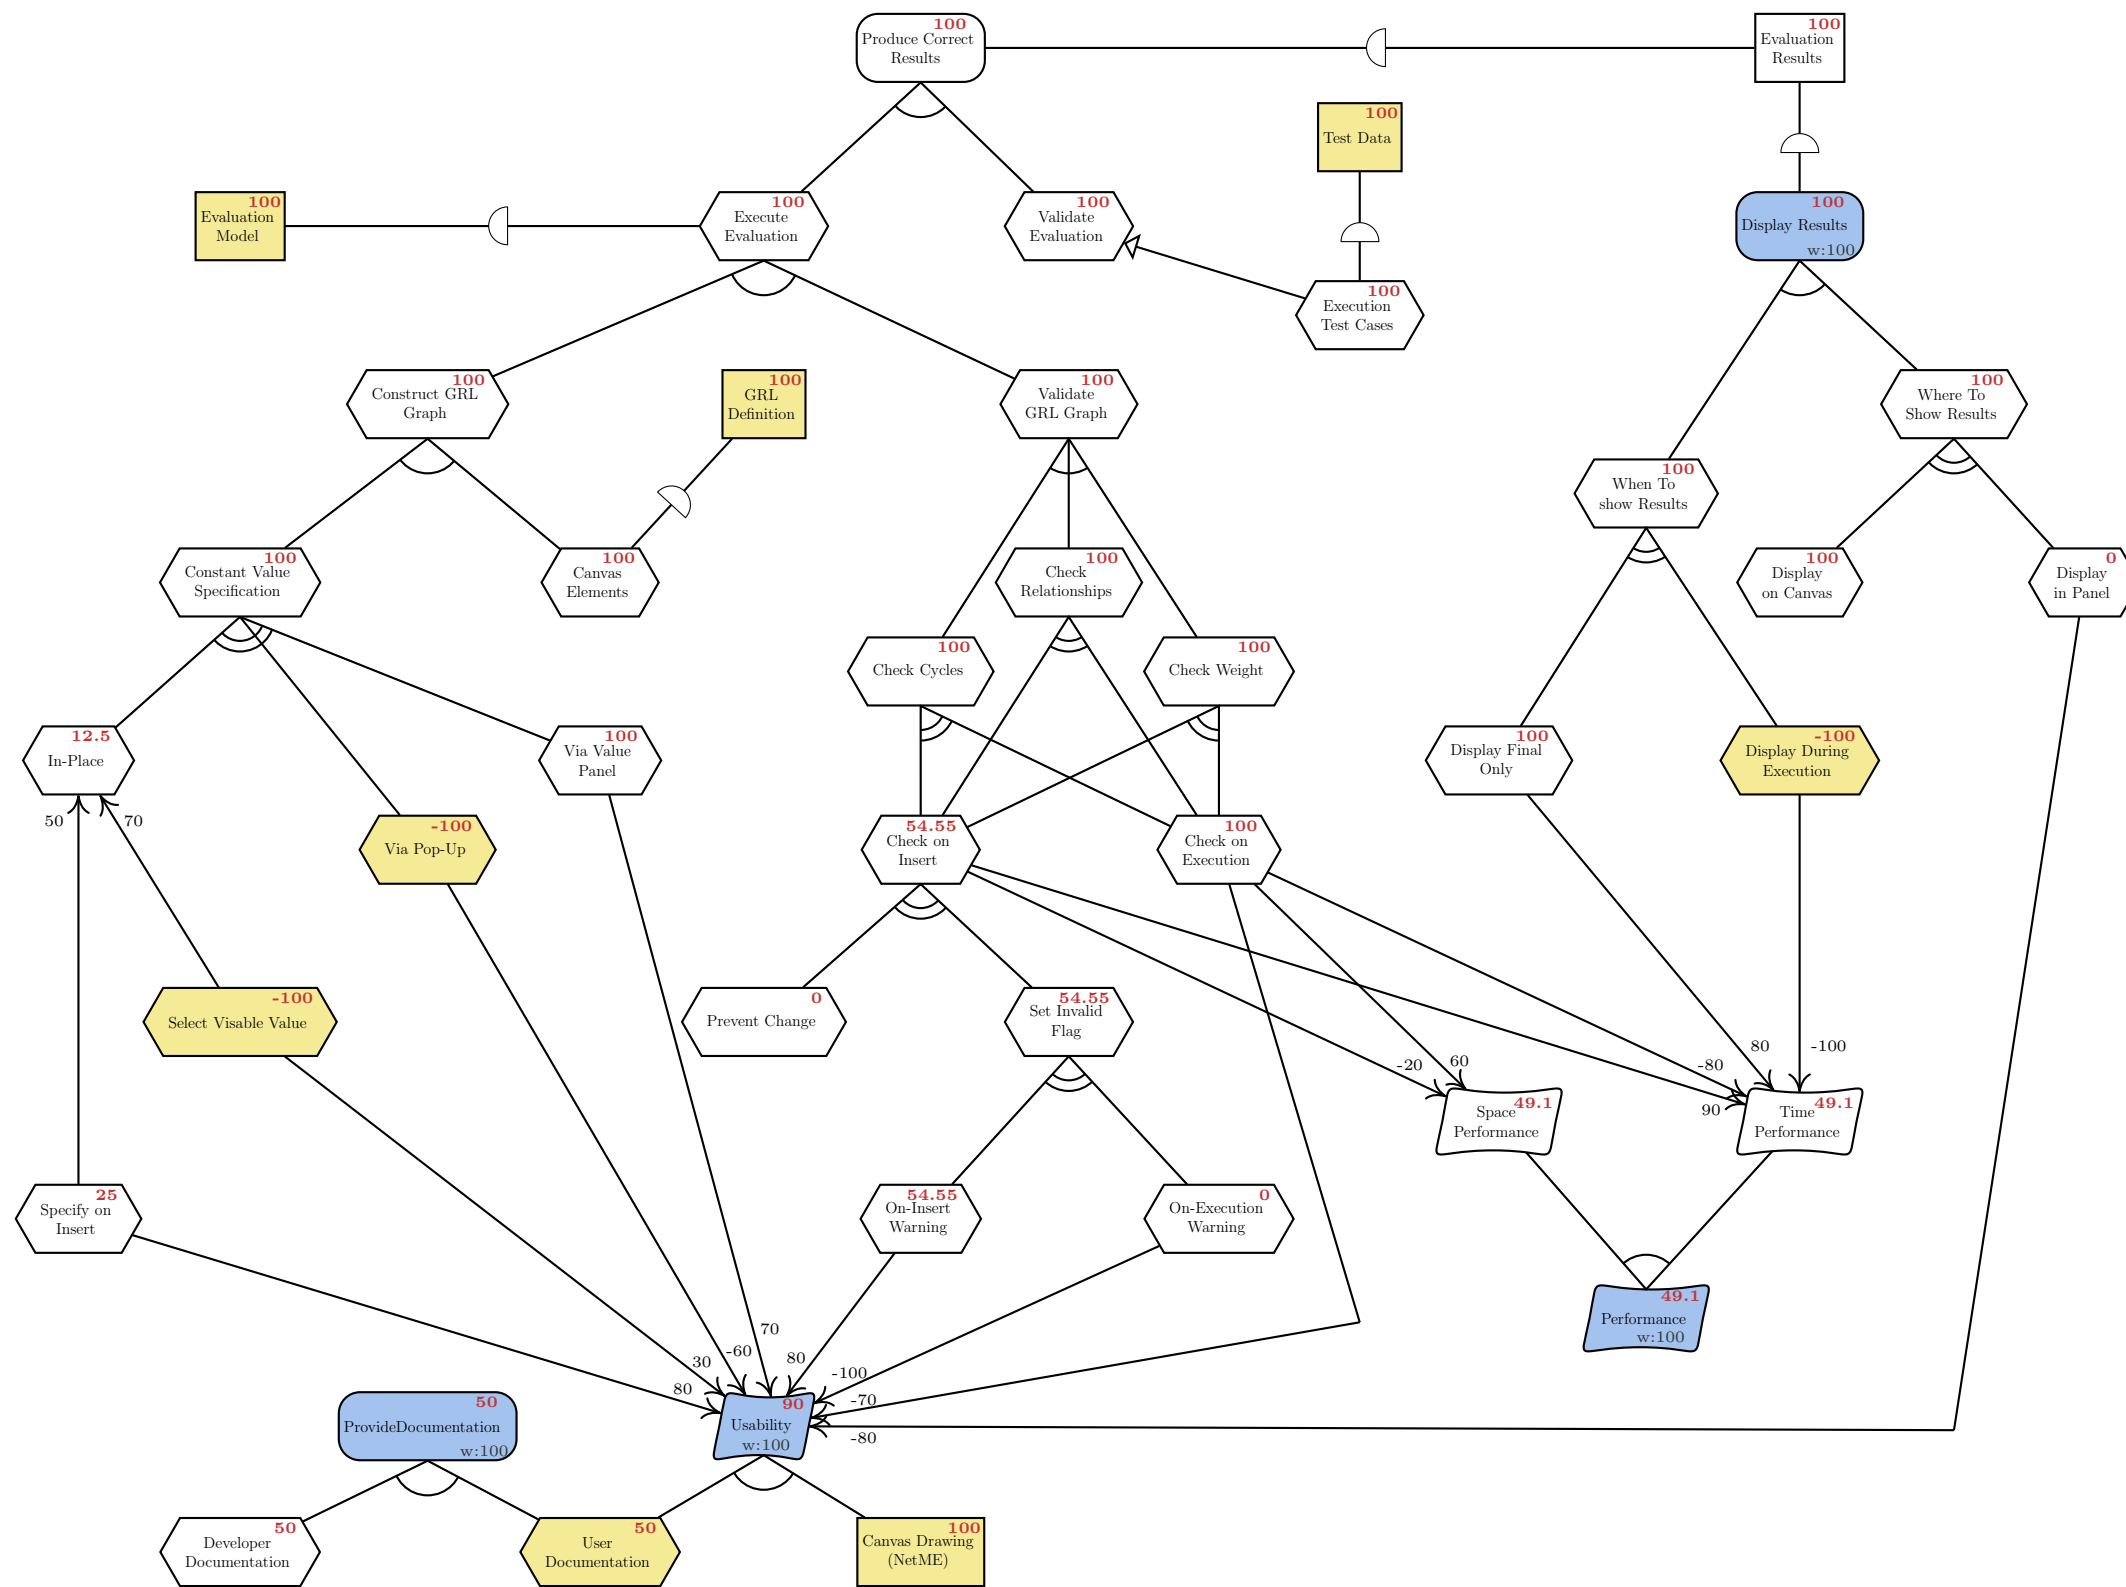 100
Produce Correct
Results
100
Evaluation
Results
100
Test Data
100
Evaluation
Model
100
Execute
Evaluation
100
Validate
Evaluation
100
Display Results
w:100
100
Execution
Test Cases
100
Construct GRL
Graph
100
GRL
Definition
100
Validate
GRL Graph
100
Where To
Show Results
100
When To
show Results
100
Constant Value
Specification
100
Canvas
Elements
100
Check
Relationships
100
Display
on Canvas
0
Display
in Panel
100
Check Cycles
100
Check Weight
12.5
In-Place
100
Via Value
Panel
100
Display Final
Only
-100
Display During
Execution
50
70
-100
Via Pop-Up
54.55
Check on
Insert
100
Check on
Execution
-100
Select Visable Value
0
Prevent Change
54.55
Set Invalid
Flag
-20
60
-80
80
-100
90
49.1
Space
Performance
49.1
Time
Performance
25
Specify on
Insert
54.55
On-Insert
Warning
0
On-Execution
Warning
49.1
Performance
w:100
80
30
-60
70
80
-100
-70
-80
50
ProvideDocumentation
w:100
90
Usability
w:100
50
Developer
Documentation
50
User
Documentation
100
Canvas Drawing
(NetME)